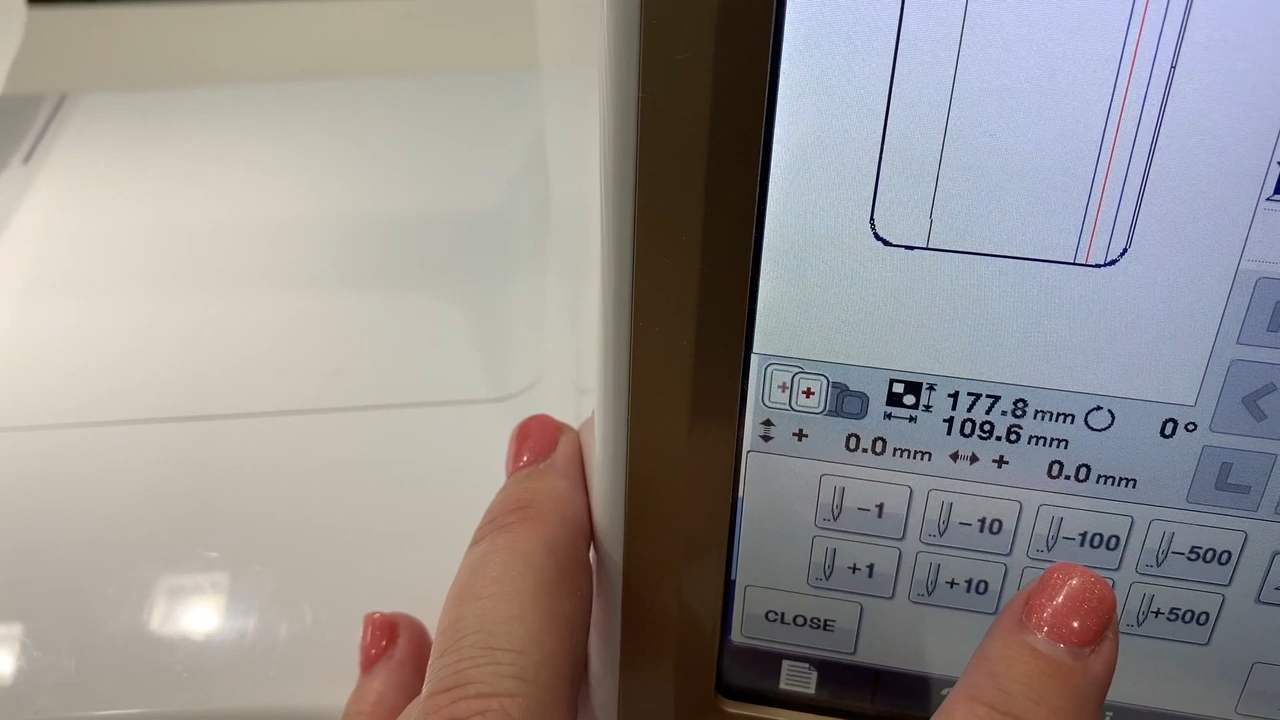 177.8 mm 0°
109.6 mm
+ 0.0 mm + 0.0 mm
-1 -10 -100 -500
+1 +10 +500
CLOSE